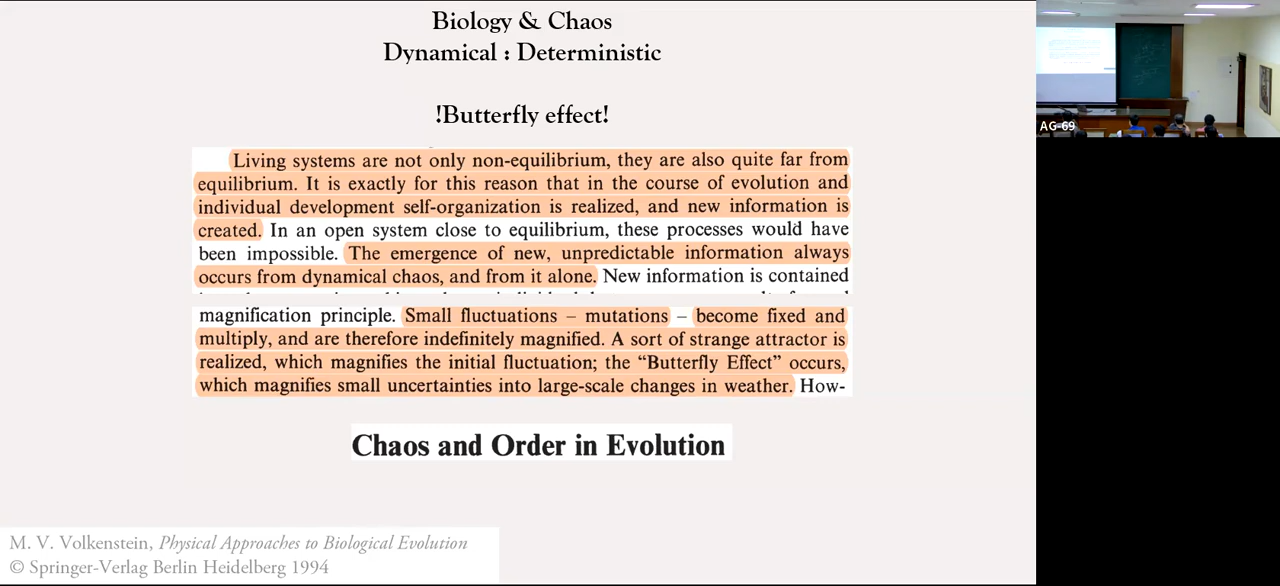 Biology & Chaos
Dynamical : Deterministic
!Butterfly effect!
Living systems are not only non-equilibrium, they are also quite far from
equilibrium. It is exactly for this reason that in the course of evolution and
individual development self-organization is realized, and new information is
created. In an open system close to equilibrium, these processes would have
been impossible. The emergence of new, unpredictable information always
occurs from dynamical chaos, and from it alone. New information is contained
magnification principle. Small fluctuations – mutations – become fixed and
multiply, and are therefore indefinitely magnified. A sort of strange attractor is
realized, which magnifies the initial fluctuation; the “Butterfly Effect” occurs,
which magnifies small uncertainties into large-scale changes in weather. How-
Chaos and Order in Evolution
M. V. Volkenstein, Physical Approaches to Biological Evolution
© Springer-Verlag Berlin Heidelberg 1994
AG-69